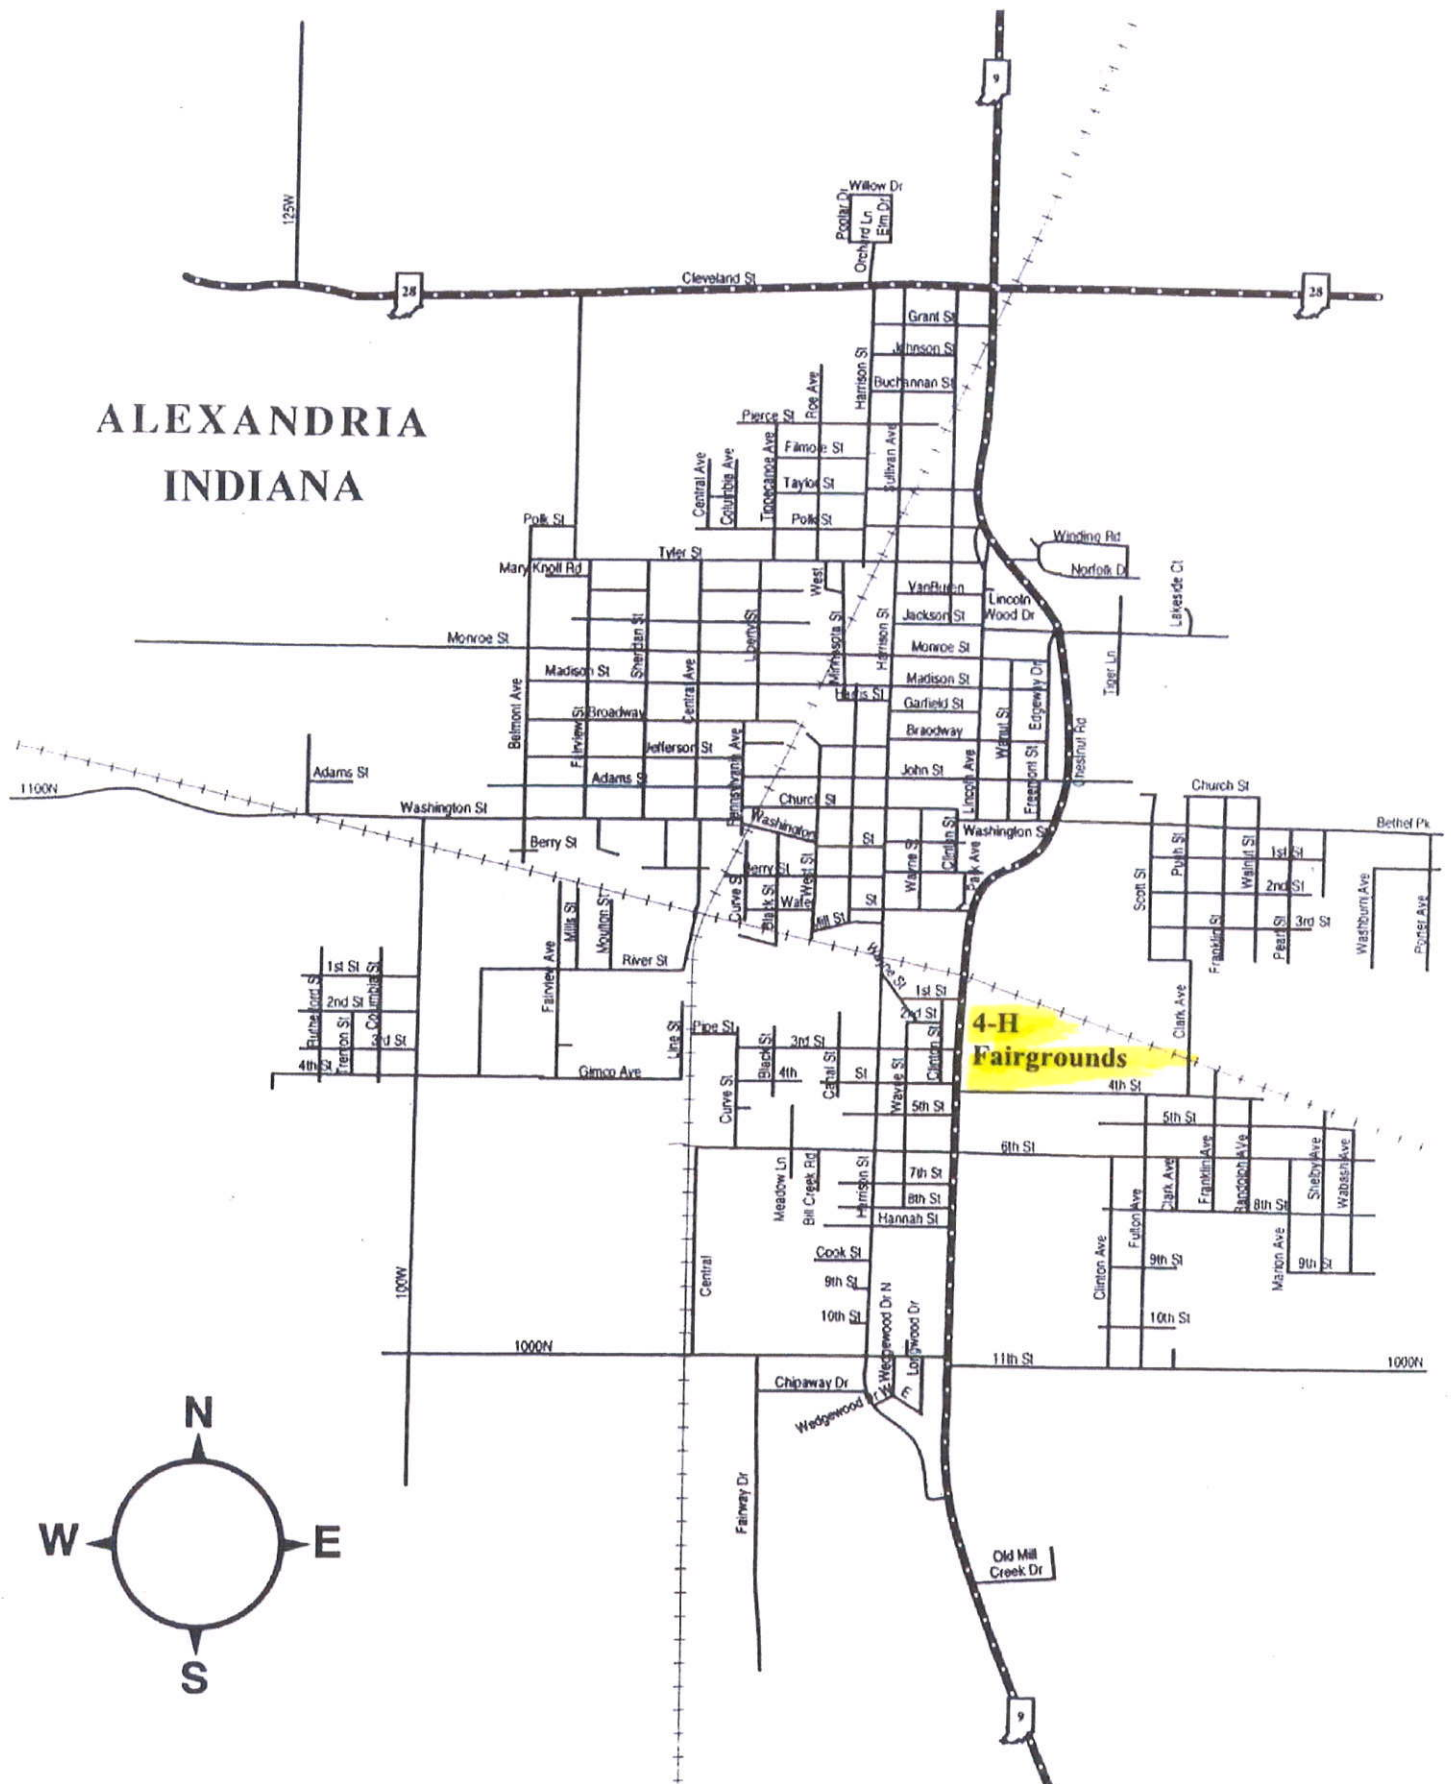 9
Willow Dr
Poplar Dr
Orchard Ln
Elm Dr
125W
Cleveland St
28
28
Grant St
Johnson St
Harrison St
Buchannan St
Roe Ave
Pierce St
ALEXANDRIA
INDIANA
Tippecanoe Ave
Filmore St
Sullivan Ave
Central Ave
Columbia Ave
Taylor St
Polk St
Polk St
Winding Rd
Tyler St
Mary Knoll Rd
West
Norfolk D
VanBuren
Lincoln
Wood Dr
Lakeside Ct
Jackson St
Monroe St
Sheridan St
Liberty St
Minnesota St
Harrison St
Monroe St
Madison St
Madison St
Tiger Ln
Harris St
Edgeway Dr
Garfield St
Belmont Ave
Central Ave
Fairview St
Broadway
Braodway
Walnut St
Chestnut Rd
Jefferson St
Pennsylvania Ave
John St
Lincoln Ave
Freemont St
Adams St
Adams St
1100N
Church St
Church St
Washington St
Washington
St
Clinton St
Washington St
Bethel Pk
Berry St
Berry St
Wayne S
Park Ave
Scott St
Push St
Walnut St
1st St
2nd St
3rd St
Franklin St
Pearl St
Washburn Ave
Porter Ave
Curve St
Black St
West St
Wate
St
Mill St
Mills St
Moulton St
Fairview Ave
River St
Rutherford S
1st St
Columbia St
2nd St
Tremon St
3rd St
4th St
Gimco Ave
Line St
Pipe St
1st St
2nd St
Clinton St
4-H
Fairgrounds
Clark Ave
3rd St
Black St
4th
Canal St
St
Wayne St
Curve St
5th St
4th St
5th St
6th St
Meadow Ln
Bill Creek Rd
Harrison St
7th St
8th St
Hannah St
Clark Ave
Franklin Ave
Randolph AVe
Shelby Ave
Wabash Ave
Fulton Ave
8th St
Cook St
9th St
10th St
Central
100W
Clinton Ave
9th St
Marion Ave
9th St
10th St
Wedgewood Dr N
Longwood Dr
1000N
11th St
1000N
Chipaway Dr
Wedgewood Dr W
E
Fairway Dr
N
W
E
S
Old Mill
Creek Dr
9